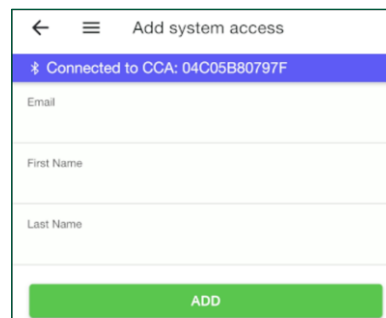 Add system access
Connected to CCA: 04C05B80797F
Email
First Name
Last Name
ADD